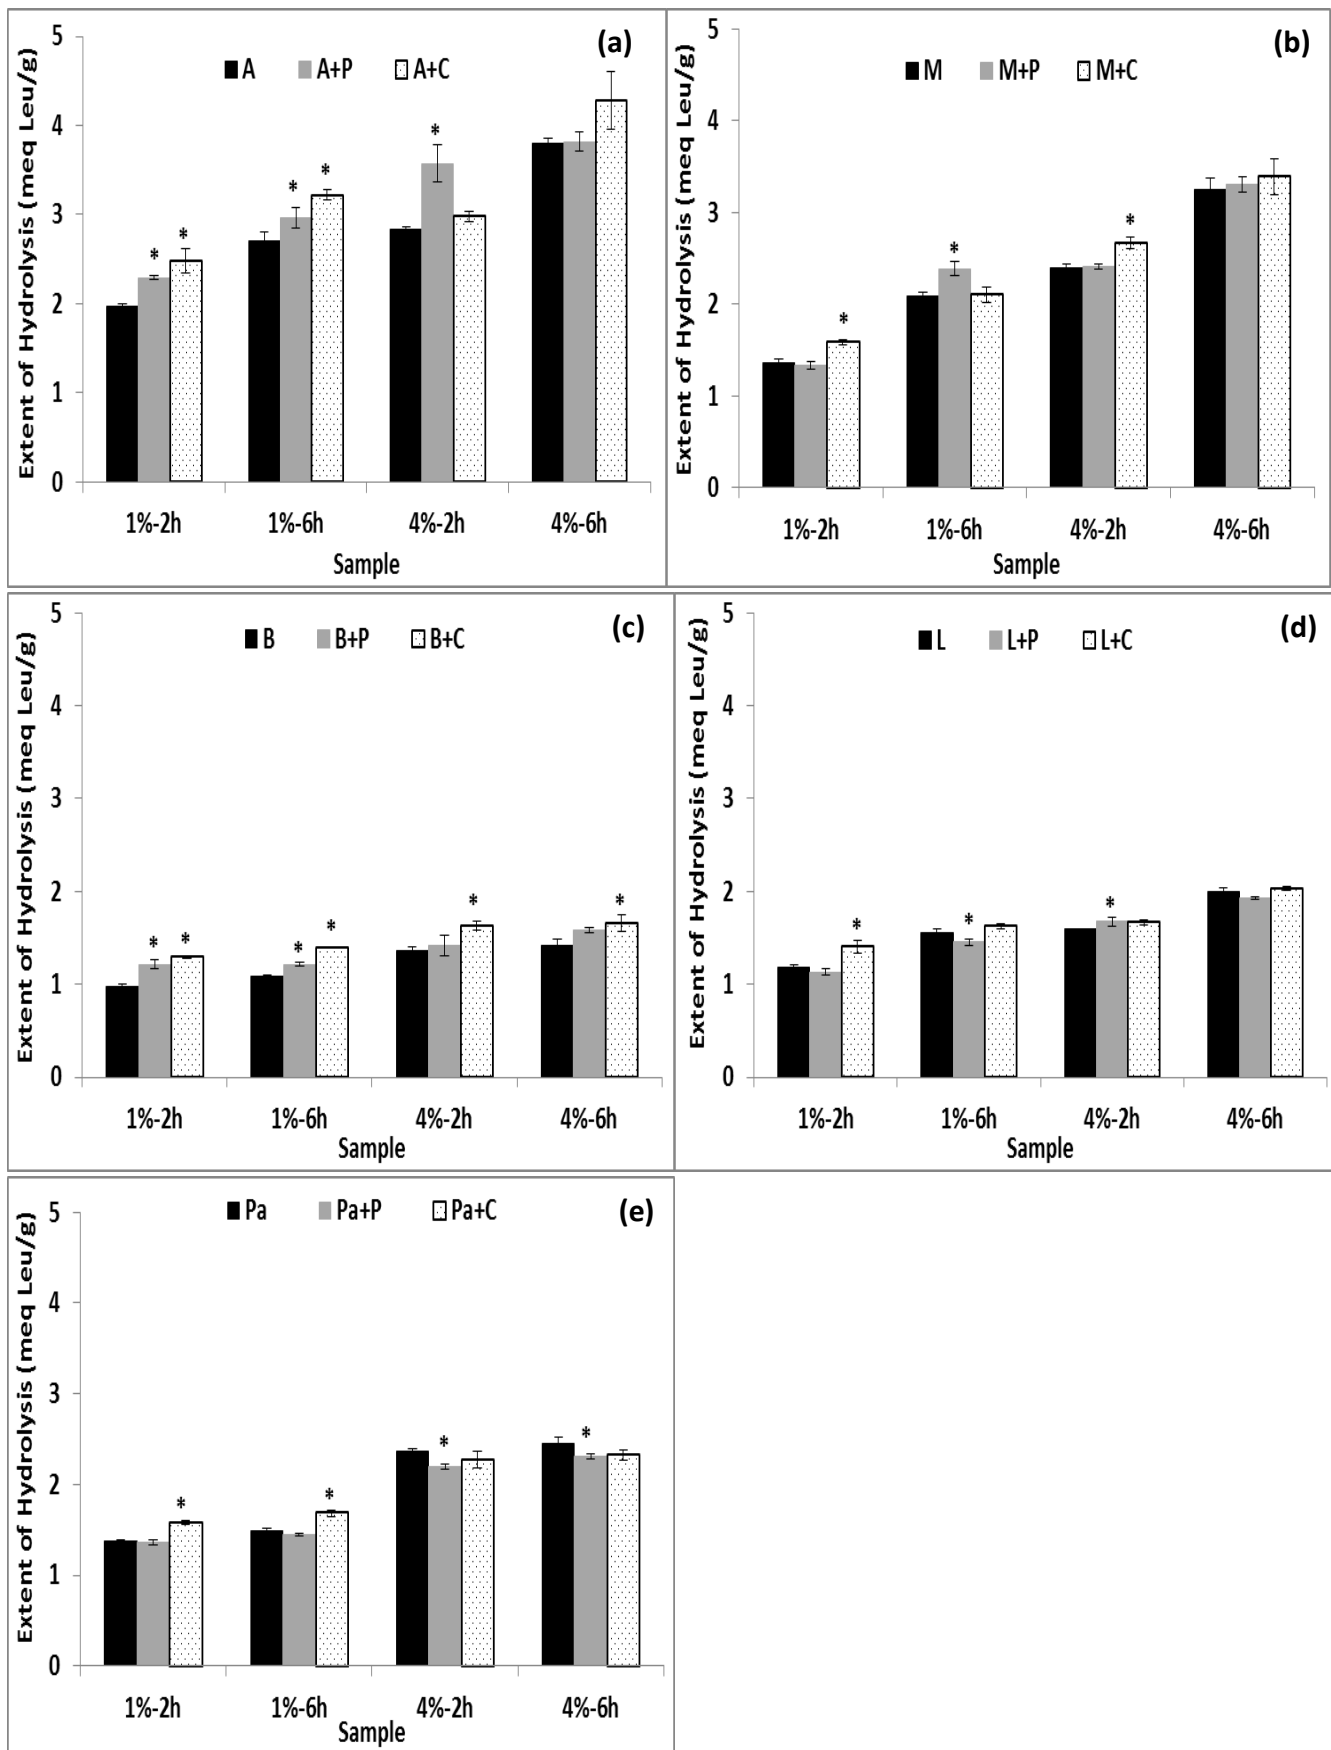 (a)
A A+P A+C
Extent of Hydrolysis (meq Leu/g)
5
4
3
2
1
0
* * * * *
1%-2h 1%-6h 4%-2h 4%-6h
Sample
(b)
M M+P M+C
Extent of Hydrolysis (meq Leu/g)
5
4
3
2
1
0
* * *
1%-2h 1%-6h 4%-2h 4%-6h
Sample
(c)
B B+P B+C
Extent of Hydrolysis (meq Leu/g)
5
4
3
2
1
0
* * * * * *
1%-2h 1%-6h 4%-2h 4%-6h
Sample
(d)
L L+P L+C
Extent of Hydrolysis (meq Leu/g)
5
4
3
2
1
0
* * *
1%-2h 1%-6h 4%-2h 4%-6h
Sample
(e)
Pa Pa+P Pa+C
Extent of Hydrolysis (meq Leu/g)
5
4
3
2
1
0
* * * *
1%-2h 1%-6h 4%-2h 4%-6h
Sample